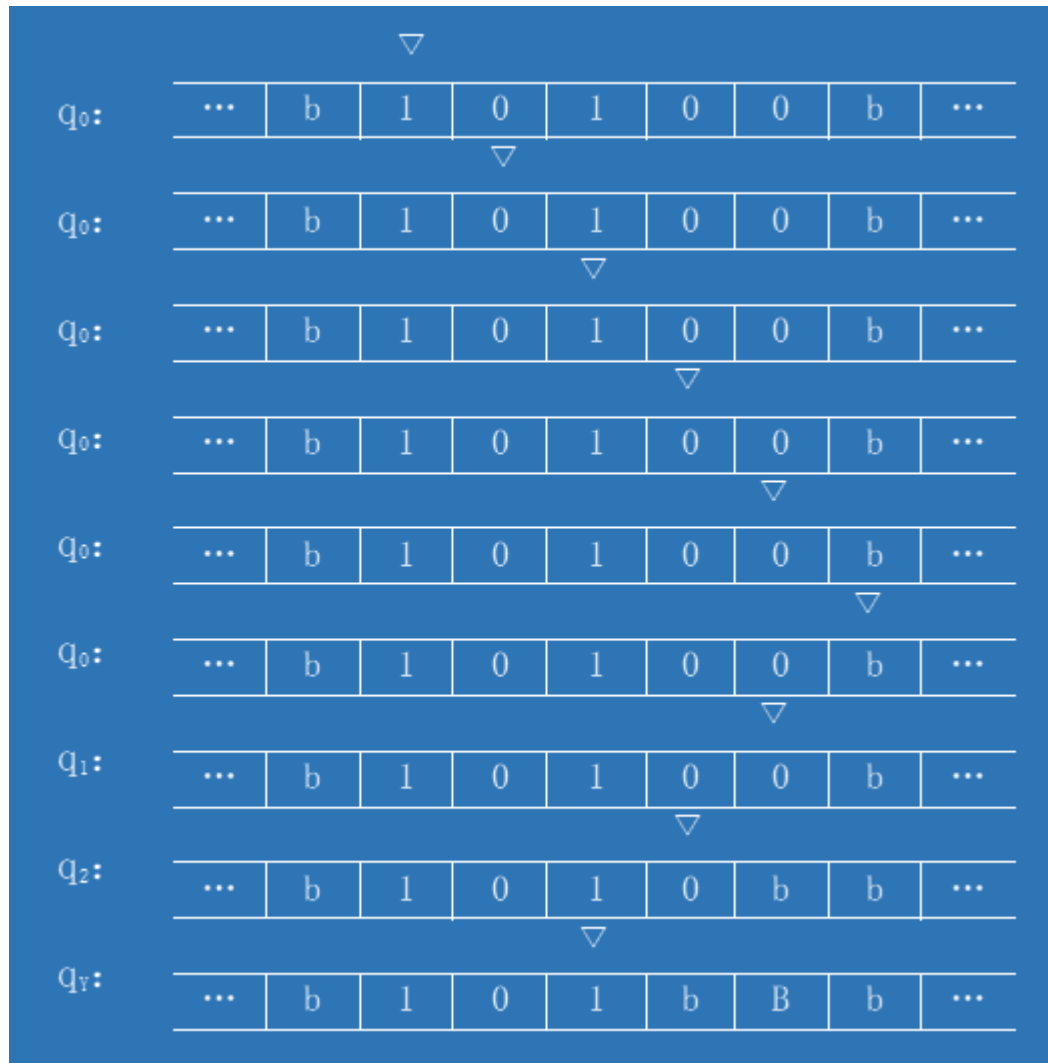 ▽
q₀: ⋯ b 1 0 1 0 0 b ⋯
▽
q₀: ⋯ b 1 0 1 0 0 b ⋯
▽
q₀: ⋯ b 1 0 1 0 0 b ⋯
▽
q₀: ⋯ b 1 0 1 0 0 b ⋯
▽
q₀: ⋯ b 1 0 1 0 0 b ⋯
▽
q₀: ⋯ b 1 0 1 0 0 b ⋯
▽
q₁: ⋯ b 1 0 1 0 0 b ⋯
▽
q₂: ⋯ b 1 0 1 0 b b ⋯
▽
qY: ⋯ b 1 0 1 b B b ⋯